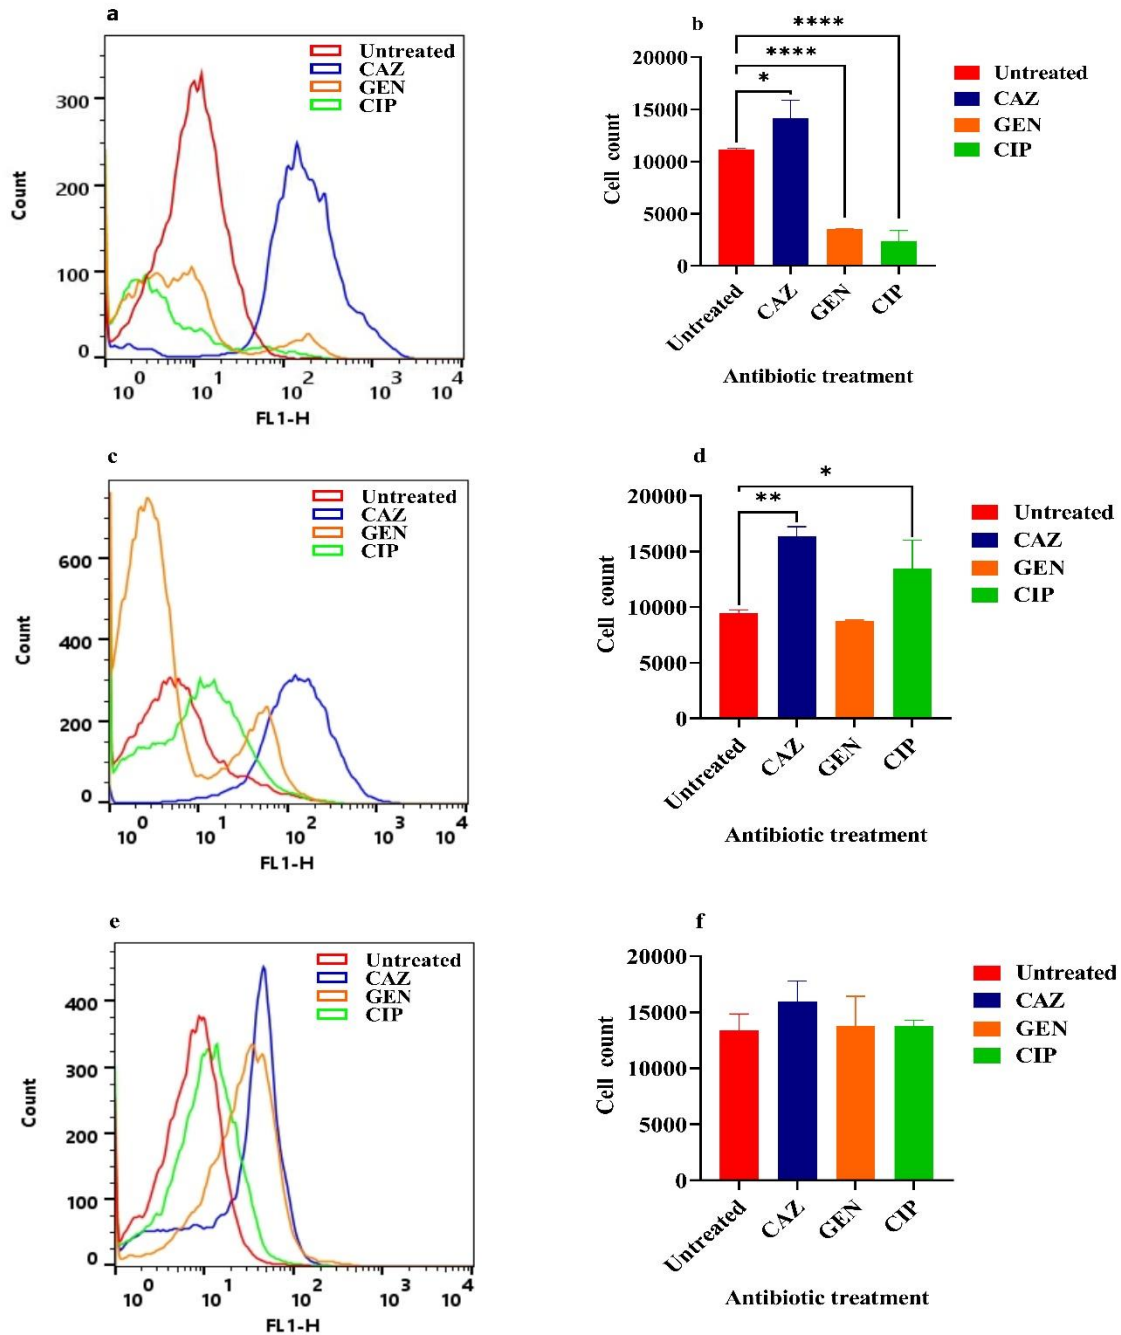 a
Untreated
CAZ
GEN
CIP
300
200
100
0
Count
10^0 10^1 10^2 10^3 10^4
FL1-H
b
****
****
*
20000
15000
10000
5000
0
Cell count
Untreated CAZ GEN CIP
Antibiotic treatment
Untreated
CAZ
GEN
CIP
c
Untreated
CAZ
GEN
CIP
600
400
200
0
Count
10^0 10^1 10^2 10^3 10^4
FL1-H
d
*
**
20000
15000
10000
5000
0
Cell count
Untreated CAZ GEN CIP
Antibiotic treatment
Untreated
CAZ
GEN
CIP
e
Untreated
CAZ
GEN
CIP
400
300
200
100
0
Count
10^0 10^1 10^2 10^3 10^4
FL1-H
f
20000
15000
10000
5000
0
Cell count
Untreated CAZ GEN CIP
Antibiotic treatment
Untreated
CAZ
GEN
CIP